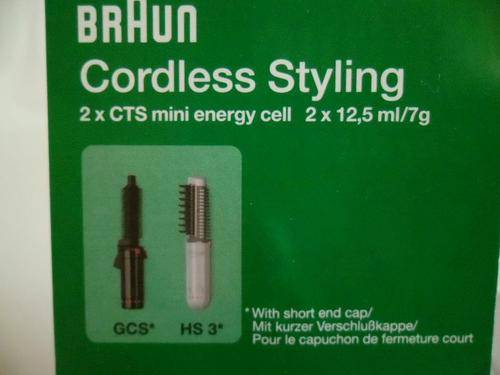 BRAUN
Cordless Styling
2 x CTS mini energy cell 2 x 12,5 ml/7g
GCS* HS 3*
*With short end cap/
Mit kurzer Verschlußkappe/
Pour le capuchon de fermeture court